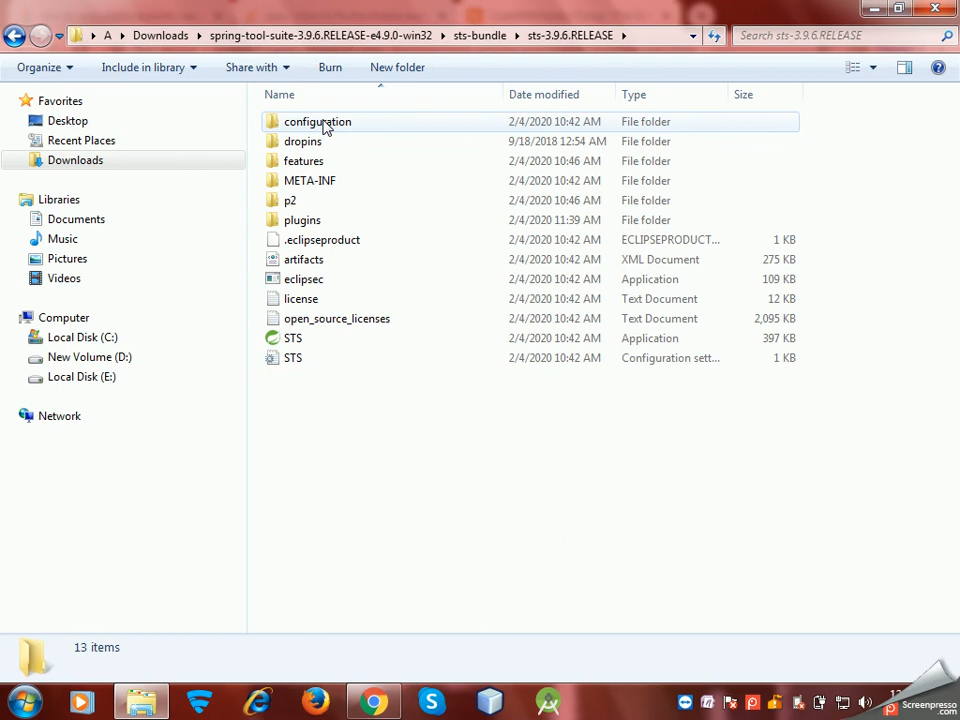 A Downloads spring-tool-suite-3.9.6.RELEASE-e4.9.0-win32 sts-bundle sts-3.9.6.RELEASE Search sts-3.9.6.RELEASE
Organize Include in library Share with Burn New folder
Favorites
Desktop
Recent Places
Downloads
Libraries
Documents
Music
Pictures
Videos
Computer
Local Disk (C:)
New Volume (D:)
Local Disk (E:)
Network
Name Date modified Type Size
configuration 2/4/2020 10:42 AM File folder
dropins 9/18/2018 12:54 AM File folder
features 2/4/2020 10:46 AM File folder
META-INF 2/4/2020 10:42 AM File folder
p2 2/4/2020 10:46 AM File folder
plugins 2/4/2020 11:39 AM File folder
.eclipseproduct 2/4/2020 10:42 AM ECLIPSEPRODUCT... 1 KB
artifacts 2/4/2020 10:42 AM XML Document 275 KB
eclipsec 2/4/2020 10:42 AM Application 109 KB
license 2/4/2020 10:42 AM Text Document 12 KB
open_source_licenses 2/4/2020 10:42 AM Text Document 2,095 KB
STS 2/4/2020 10:42 AM Application 397 KB
STS 2/4/2020 10:42 AM Configuration sett... 1 KB
13 items
Screenpresso
.com